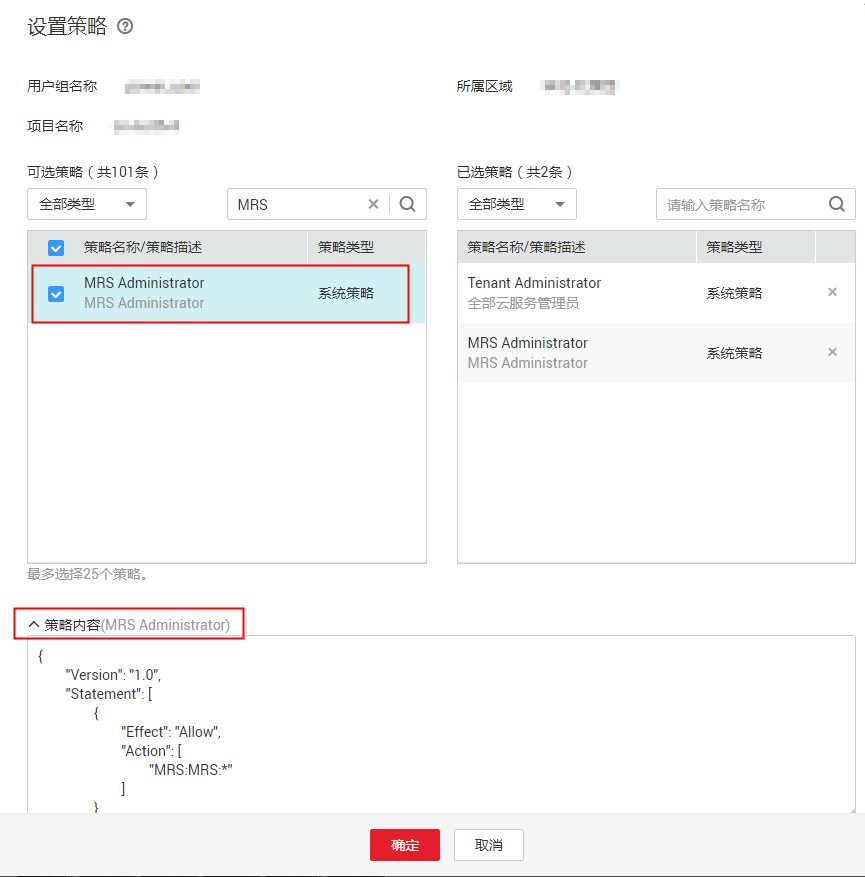 设置策略
用户组名称
所属区域
项目名称
可选策略（共101条）
已选策略（共2条）
全部类型
MRS
全部类型
请输入策略名称
策略名称/策略描述 策略类型
策略名称/策略描述 策略类型
MRS Administrator
MRS Administrator
系统策略
Tenant Administrator
全部云服务管理员
系统策略
MRS Administrator
MRS Administrator
系统策略
最多选择25个策略。
策略内容(MRS Administrator)
{
"Version": "1.0",
"Statement": [
{
"Effect": "Allow",
"Action": [
"MRS:MRS:*"
]
}
确定
取消